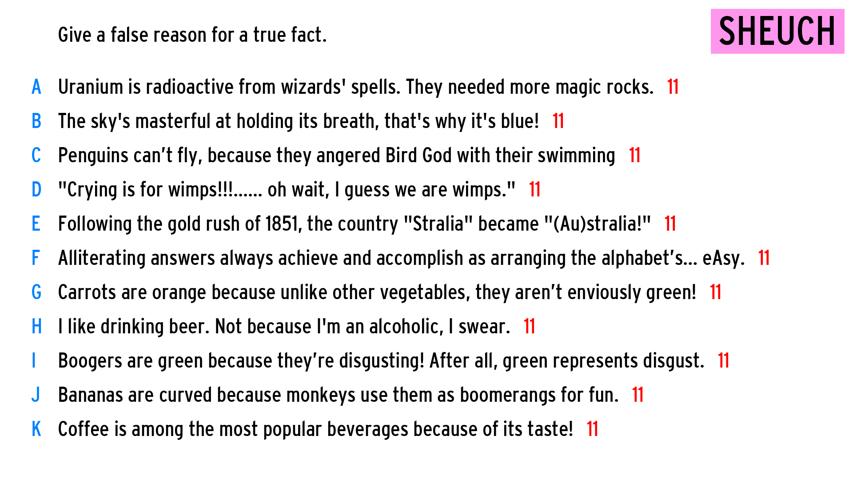 Give a false reason for a true fact.
SHEUCH
A Uranium is radioactive from wizards' spells. They needed more magic rocks. 11
B The sky's masterful at holding its breath, that's why it's blue! 11
C Penguins can’t fly, because they angered Bird God with their swimming 11
D "Crying is for wimps!!!...... oh wait, I guess we are wimps." 11
E Following the gold rush of 1851, the country "Stralia" became "(Au)stralia!" 11
F Alliterating answers always achieve and accomplish as arranging the alphabet’s... eAsy. 11
G Carrots are orange because unlike other vegetables, they aren’t enviously green! 11
H I like drinking beer. Not because I'm an alcoholic, I swear. 11
I Boogers are green because they’re disgusting! After all, green represents disgust. 11
J Bananas are curved because monkeys use them as boomerangs for fun. 11
K Coffee is among the most popular beverages because of its taste! 11